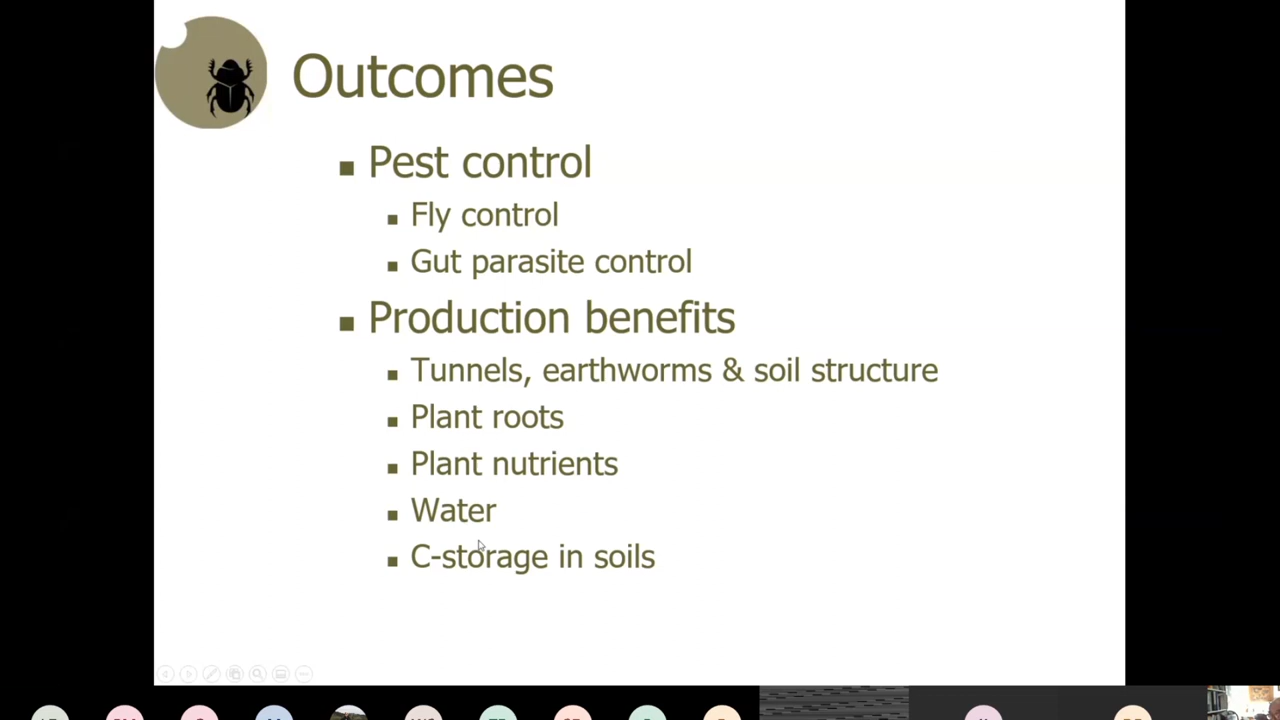 Outcomes
Pest control
Fly control
Gut parasite control
Production benefits
Tunnels, earthworms & soil structure
Plant roots
Plant nutrients
Water
C-storage in soils